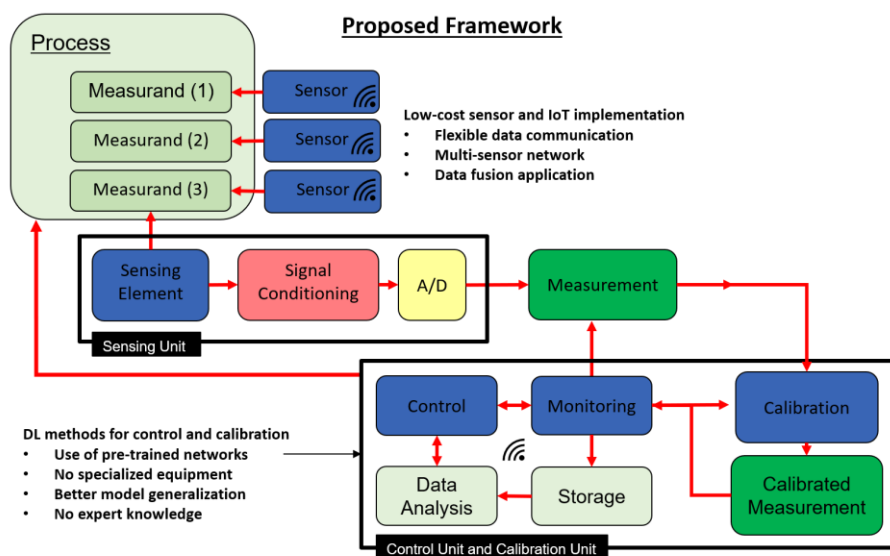 Proposed Framework
Process
Measurand (1)
Sensor
Measurand (2)
Sensor
Measurand (3)
Sensor
Low-cost sensor and IoT implementation
• Flexible data communication
• Multi-sensor network
• Data fusion application
Sensing
Element
Signal
Conditioning
A/D
Measurement
Sensing Unit
Control
Monitoring
Calibration
DL methods for control and calibration
• Use of pre-trained networks
• No specialized equipment
• Better model generalization
• No expert knowledge
Data
Analysis
Storage
Calibrated
Measurement
Control Unit and Calibration Unit